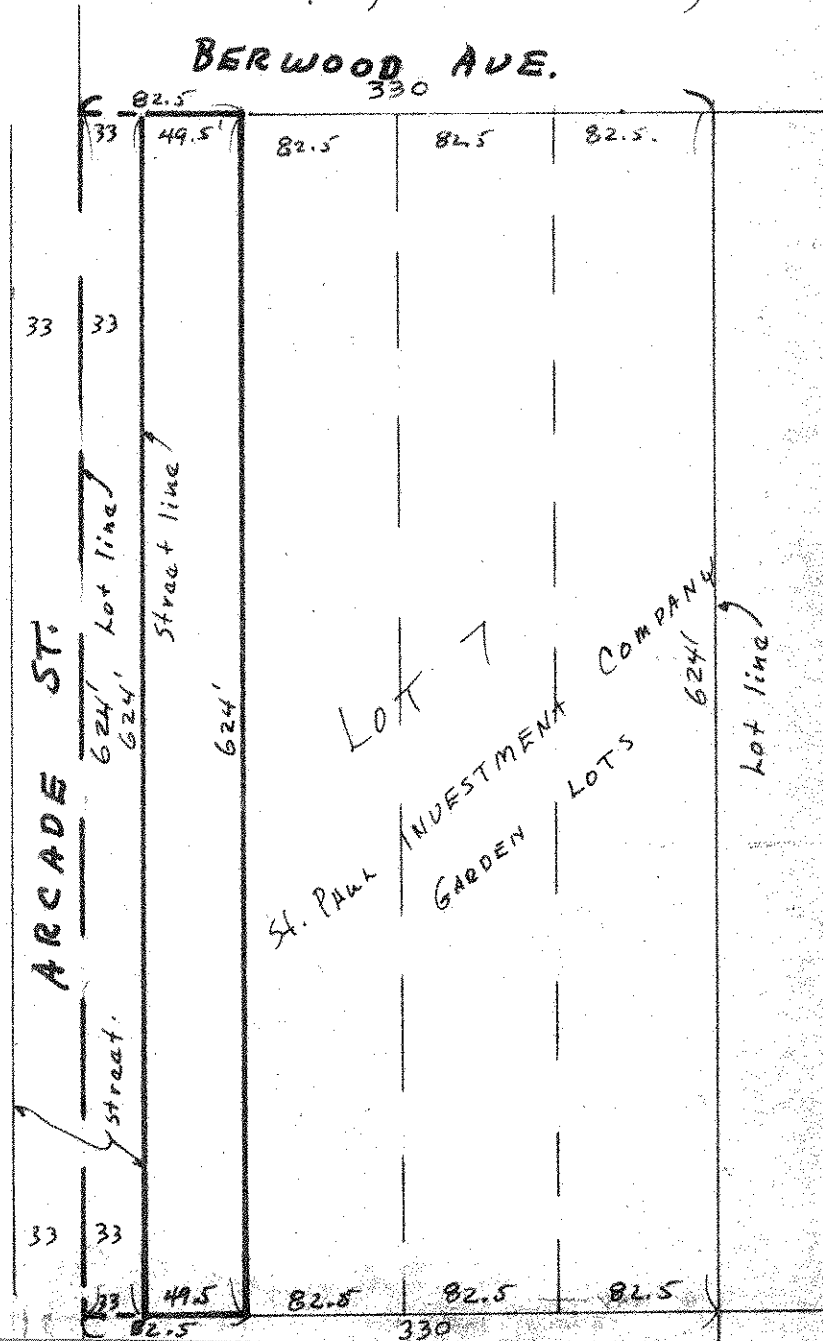 BERWOOD AVE.
82.5
330
33
49.5'
82.5
82.5
82.5.
33
33
Lot line
Street line
ARCADE ST.
624'
624'
624'
LOT 7
St. PAUL INVESTMENT COMPANY
GARDEN LOTS
624'
Lot line
street.
33
33
33
49.5
82.5
82.5
82.5
82.5
330